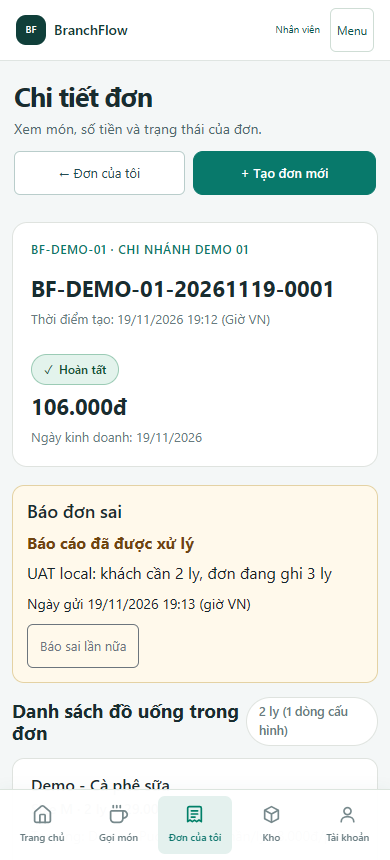 BF BranchFlow Nhân viên Menu
Chi tiết đơn
Xem món, số tiền và trạng thái của đơn.
← Đơn của tôi + Tạo đơn mới
BF-DEMO-01 · CHI NHÁNH DEMO 01
BF-DEMO-01-20261119-0001
Thời điểm tạo: 19/11/2026 19:12 (Giờ VN)
✓ Hoàn tất
106.000đ
Ngày kinh doanh: 19/11/2026
Báo đơn sai
Báo cáo đã được xử lý
UAT local: khách cần 2 ly, đơn đang ghi 3 ly
Ngày gửi 19/11/2026 19:13 (giờ VN)
Báo sai lần nữa
Danh sách đồ uống trong đơn
2 ly (1 dòng cấu hình)
Demo - Cà phê sữa
Trang chủ Gọi món Đơn của tôi Kho Tài khoản